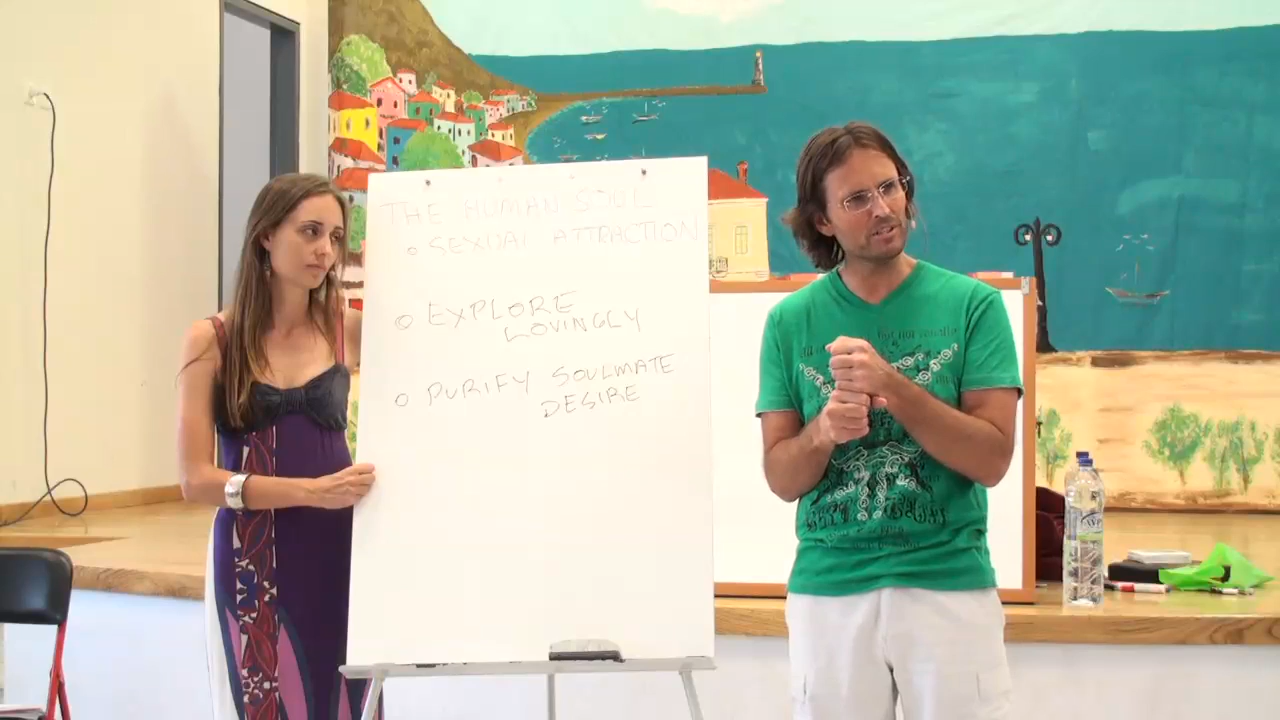 THE HUMAN SOUL
o SEXUAL ATTRACTION
o EXPLORE
LOVINGLY
o PURIFY SOULMATE
DESIRE